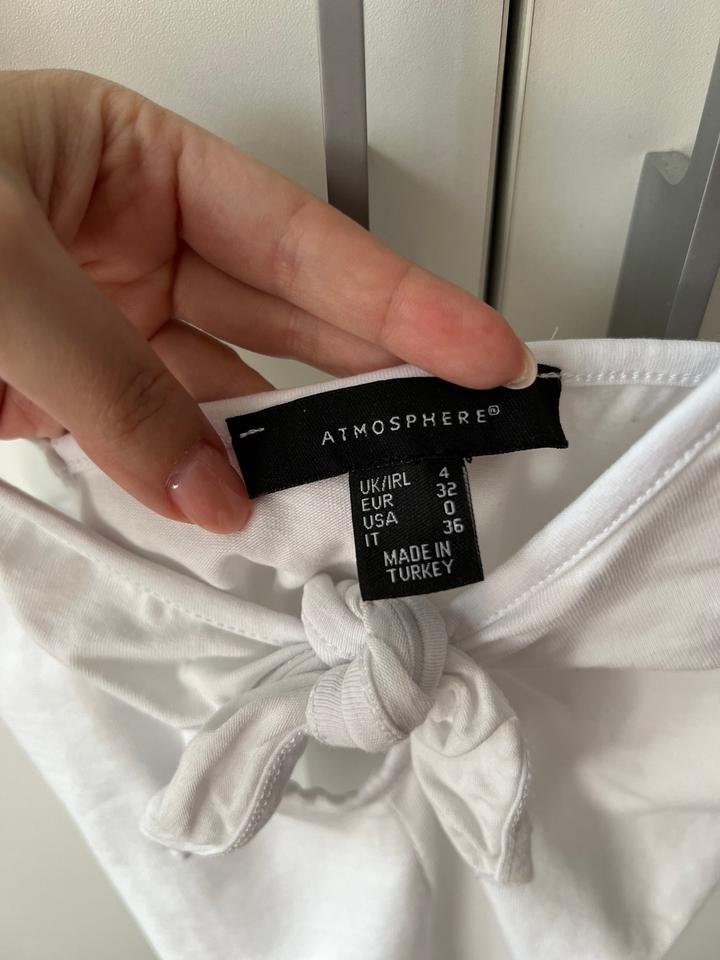 ATMOSPHERE®
UK/IRL 4
EUR 32
USA 0
IT 36
MADE IN
TURKEY